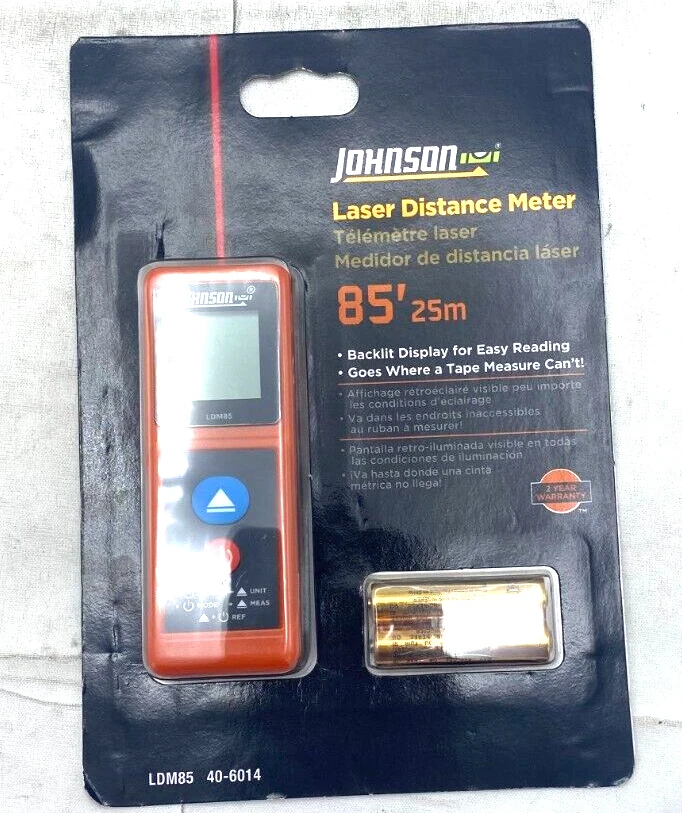 JOHNSON
Laser Distance Meter
Télémètre laser
Medidor de distancia láser
85' 25m
• Backlit Display for Easy Reading
• Goes Where a Tape Measure Can't!
• Affichage rétroéclairé visible peu importe
les conditions d'éclairage
• Va dans les endroits inaccessibles
au ruban à mesurer!
• Pantalla retro-iluminada visible en todas
las condiciones de iluminación
• ¡Va hasta donde una cinta
métrica no llega!
2 YEAR
WARRANTY
™
JOHNSON®
LDM85
UNIT
MODE MEAS
REF
LDM85 40-6014